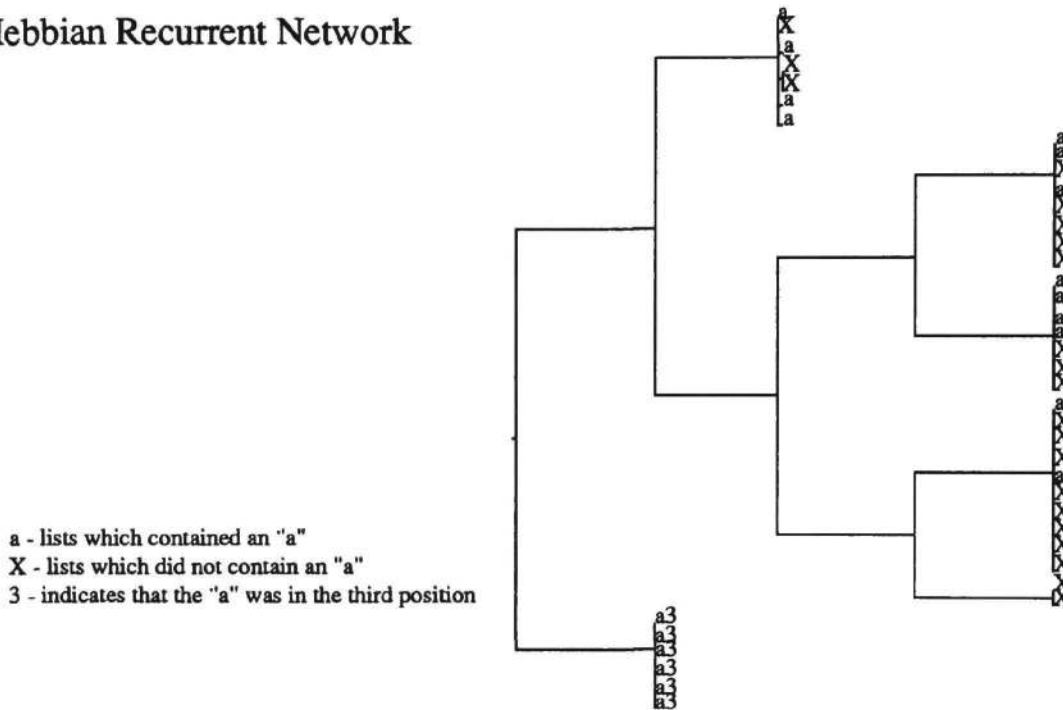 Hebbian Recurrent Network
a
X
a
X
X
a
a
a
a
X
a
X
X
X
X
a
a
a
a
X
X
X
a
X
X
X
a
X
X
X
X
X
X
X
a - lists which contained an "a"
X - lists which did not contain an "a"
3 - indicates that the "a" was in the third position
a3
a3
a3
a3
a3
a3